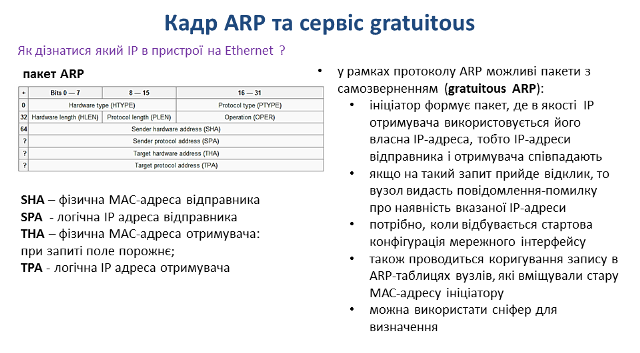 Кадр ARP та сервіс gratuitous
Як дізнатися який IP в пристрої на Ethernet ?
пакет ARP
+ Bits 0 — 7 8 — 15 16 — 31
0 Hardware type (HTYPE) Protocol type (PTYPE)
32 Hardware length (HLEN) Protocol length (PLEN) Operation (OPER)
64 Sender hardware address (SHA)
? Sender protocol address (SPA)
? Target hardware address (THA)
? Target protocol address (TPA)
SHA – фізична MAC-адреса відправника
SPA - логічна IP адреса відправника
THA – фізична MAC-адреса отримувача:
при запиті поле порожнє;
TPA - логічна IP адреса отримувача
• у рамках протоколу ARP можливі пакети з
самозверненням (gratuitous ARP):
• ініціатор формує пакет, де в якості IP
отримувача використовується його
власна IP-адреса, тобто IP-адреси
відправника і отримувача співпадають
• якщо на такий запит прийде відклик, то
вузол видасть повідомлення-помилку
про наявність вказаної IP-адреси
• потрібно, коли відбувається стартова
конфігурація мережного інтерфейсу
• також проводиться коригування запису в
ARP-таблицях вузлів, які вміщували стару
MAC-адресу ініціатору
• можна використати сніфер для
визначення